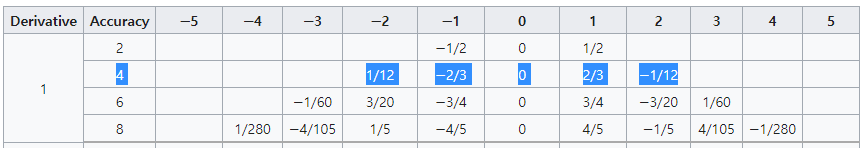 Derivative Accuracy −5 −4 −3 −2 −1 0 1 2 3 4 5
1
2 −1/2 0 1/2
4 1/12 −2/3 0 2/3 −1/12
6 −1/60 3/20 −3/4 0 3/4 −3/20 1/60
8 1/280 −4/105 1/5 −4/5 0 4/5 −1/5 4/105 −1/280